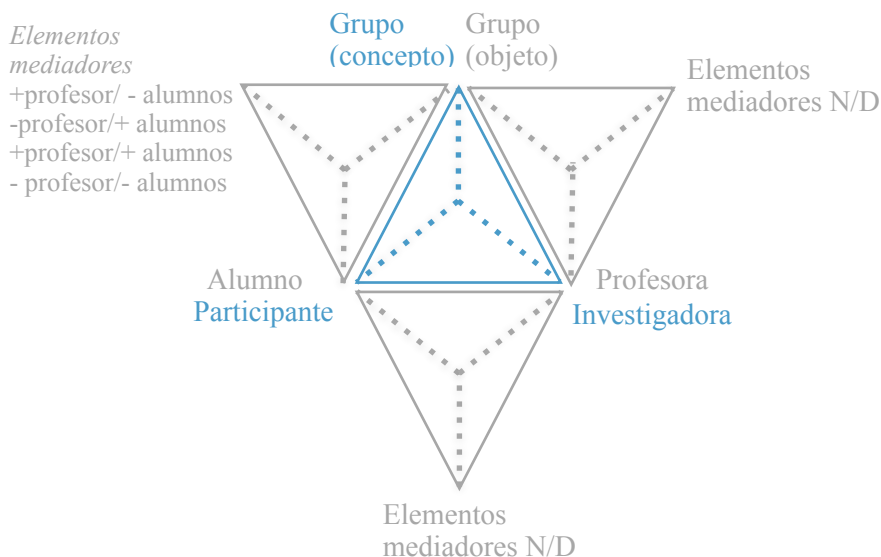 Elementos
mediadores
+profesor/ - alumnos
-profesor/+ alumnos
+profesor/+ alumnos
- profesor/- alumnos
Grupo
(concepto)
Grupo
(objeto)
Elementos
mediadores N/D
Alumno
Participante
Profesora
Investigadora
Elementos
mediadores N/D